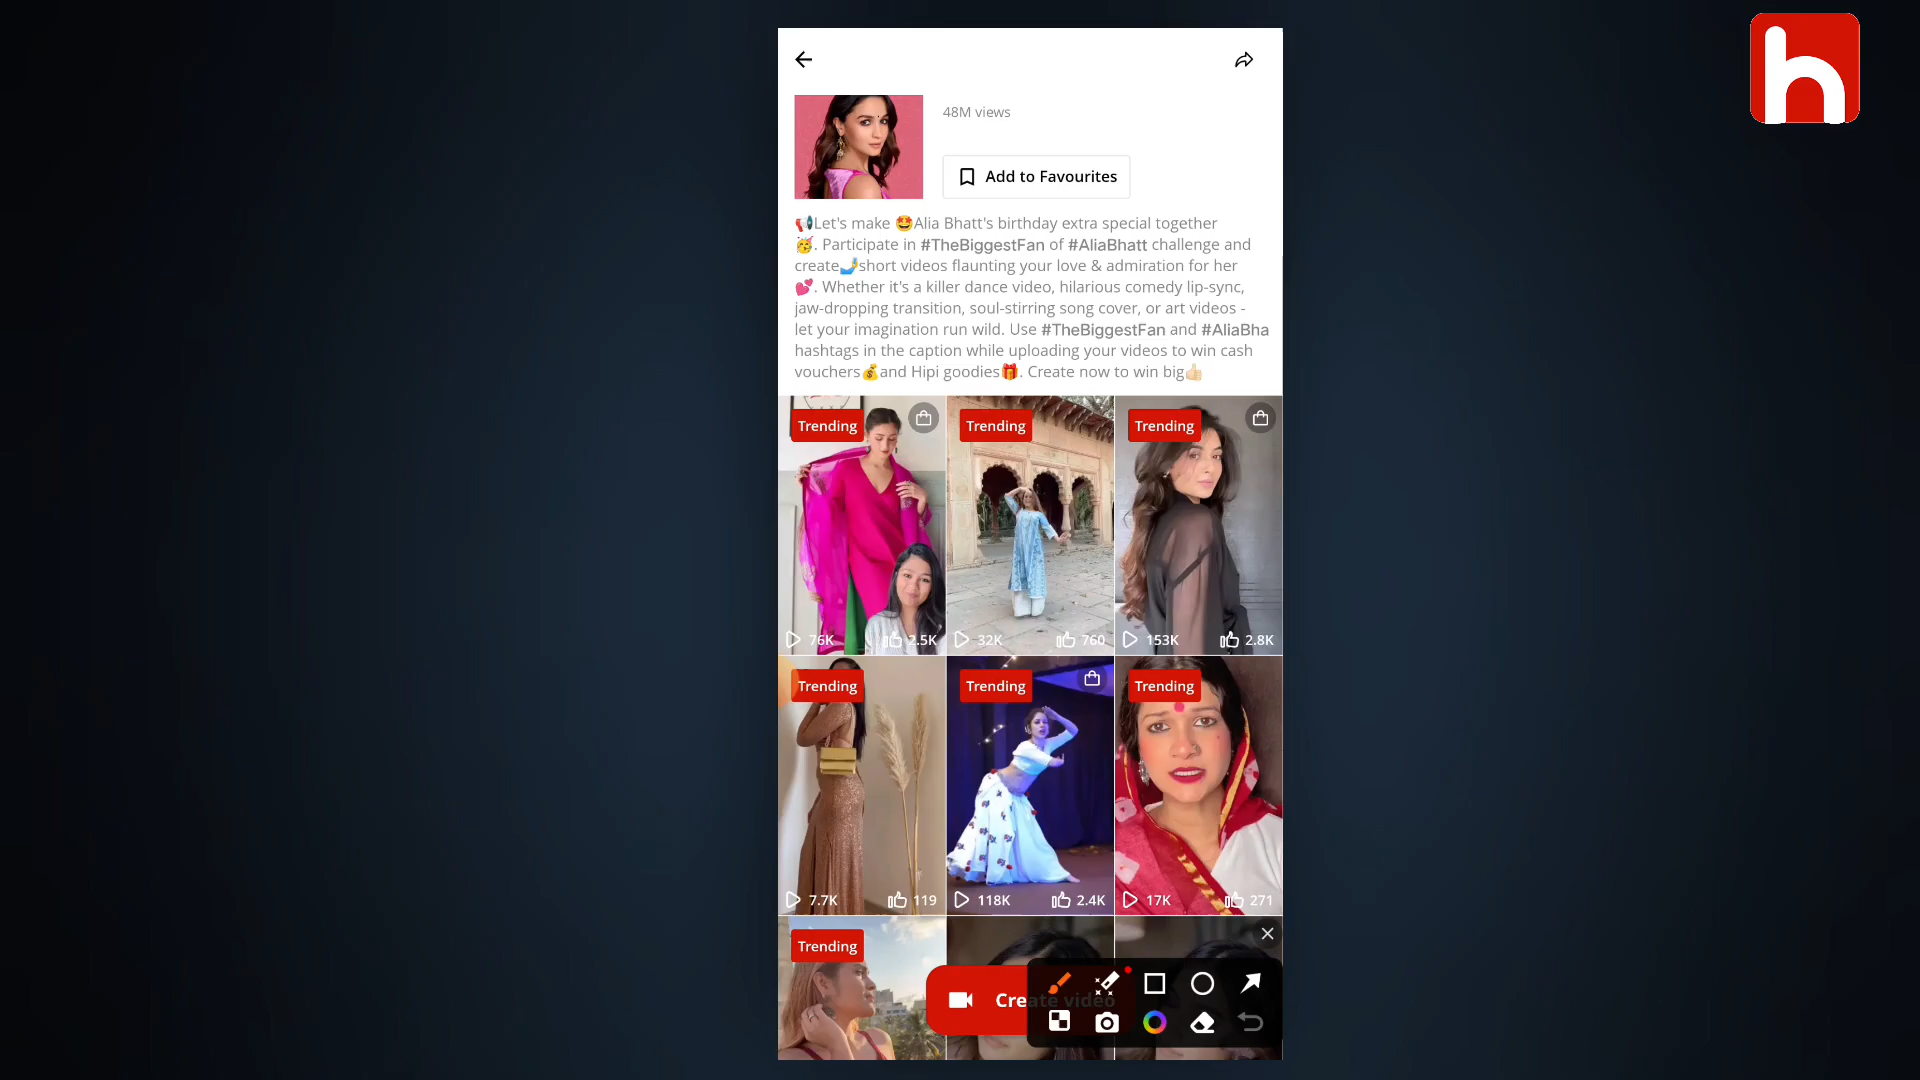 h
48M views
Add to Favourites
📢Let's make 🤩Alia Bhatt's birthday extra special together
🥳. Participate in #TheBiggestFan of #AliaBhatt challenge and
create🤳short videos flaunting your love & admiration for her
💕. Whether it's a killer dance video, hilarious comedy lip-sync,
jaw-dropping transition, soul-stirring song cover, or art videos -
let your imagination run wild. Use #TheBiggestFan and #AliaBha
hashtags in the caption while uploading your videos to win cash
vouchers💰and Hipi goodies🎁. Create now to win big👍🏻
Trending Trending Trending
76K 2.5K 32K 760 153K 2.8K
Trending Trending Trending
7.7K 119 118K 2.4K 17K 271
Trending
Create video